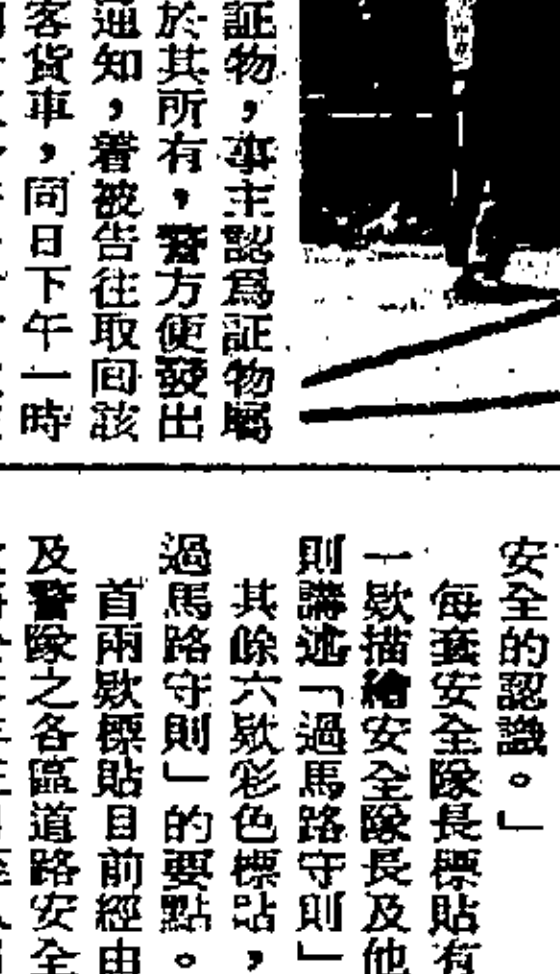 証物，事主認爲証物屬
於其所有，警方便發出
通知，着被告往取回該
客貨車，同日下午一時
安全的認識。」
每套安全隊長標貼有
一欵描繪安全隊長及他
則講述「過馬路守則」
其餘六欵彩色標貼，
過馬路守則」的要點。
首兩欵標貼目前經由
及警隊之各區道路安全